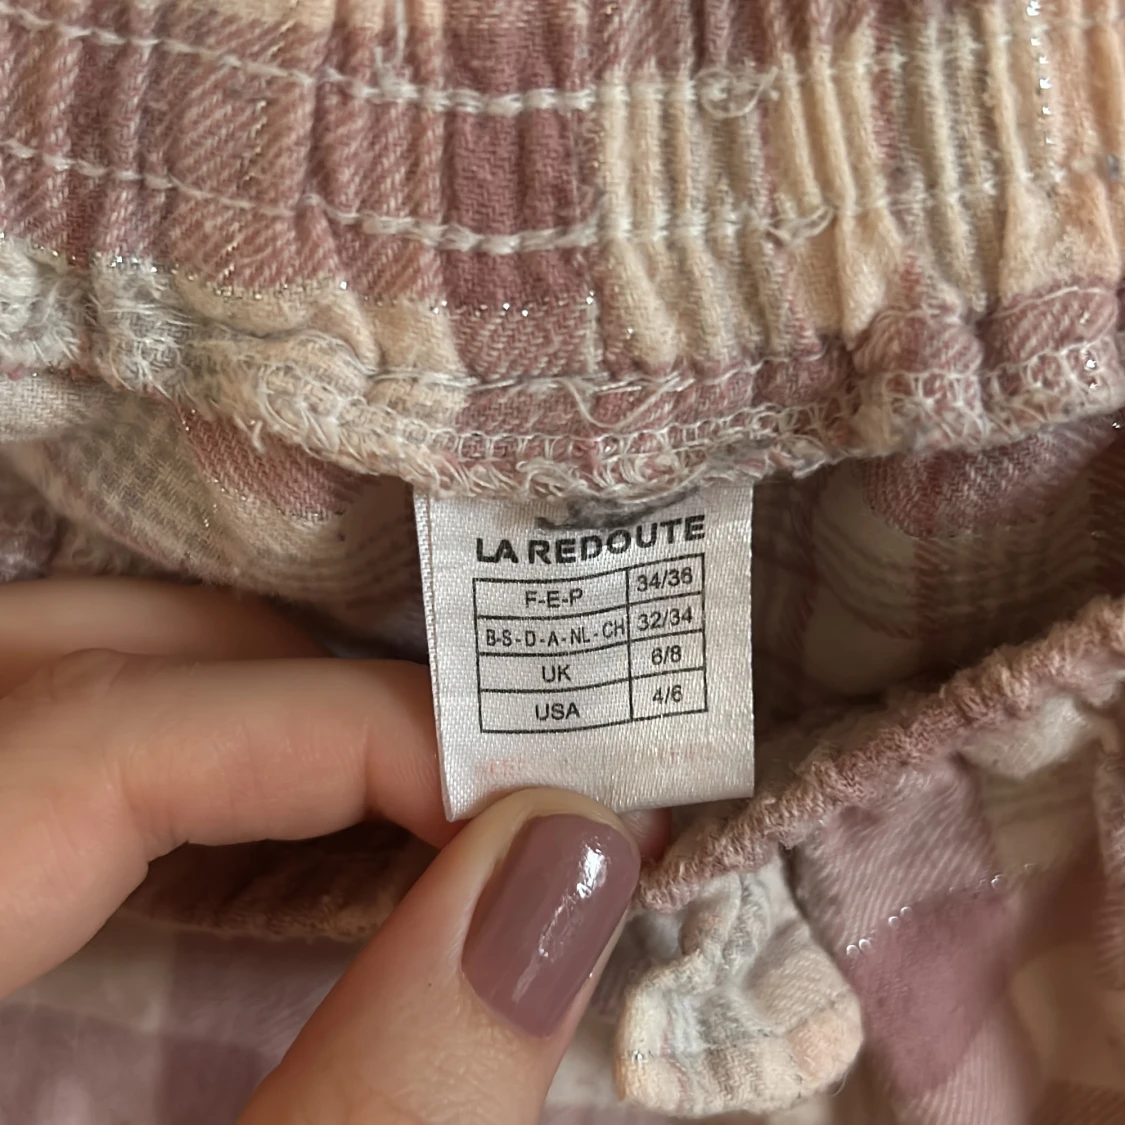 LA REDOUTE
F-E-P 34/36
B-S-D-A-NL-CH 32/34
UK 6/8
USA 4/6